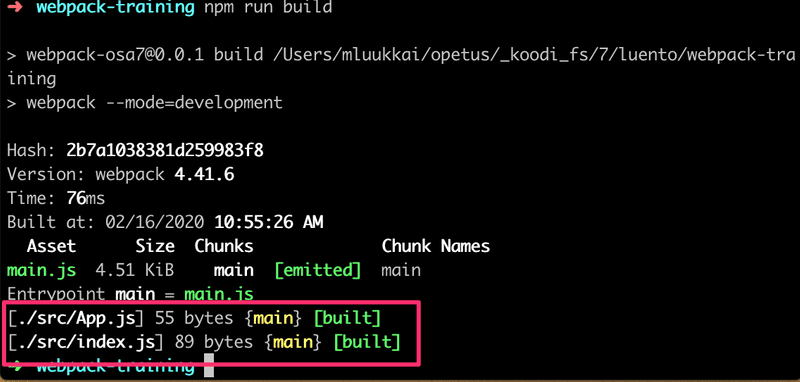 ➜ webpack-training npm run build
> webpack-osa7@0.0.1 build /Users/mluukkai/opetus/_koodi_fs/7/luento/webpack-tra
ining
> webpack --mode=development
Hash: 2b7a1038381d259983f8
Version: webpack 4.41.6
Time: 76ms
Built at: 02/16/2020 10:55:26 AM
Asset Size Chunks Chunk Names
main.js 4.51 KiB main [emitted] main
Entrypoint main = main.js
[./src/App.js] 55 bytes {main} [built]
[./src/index.js] 89 bytes {main} [built]
➜ webpack-training